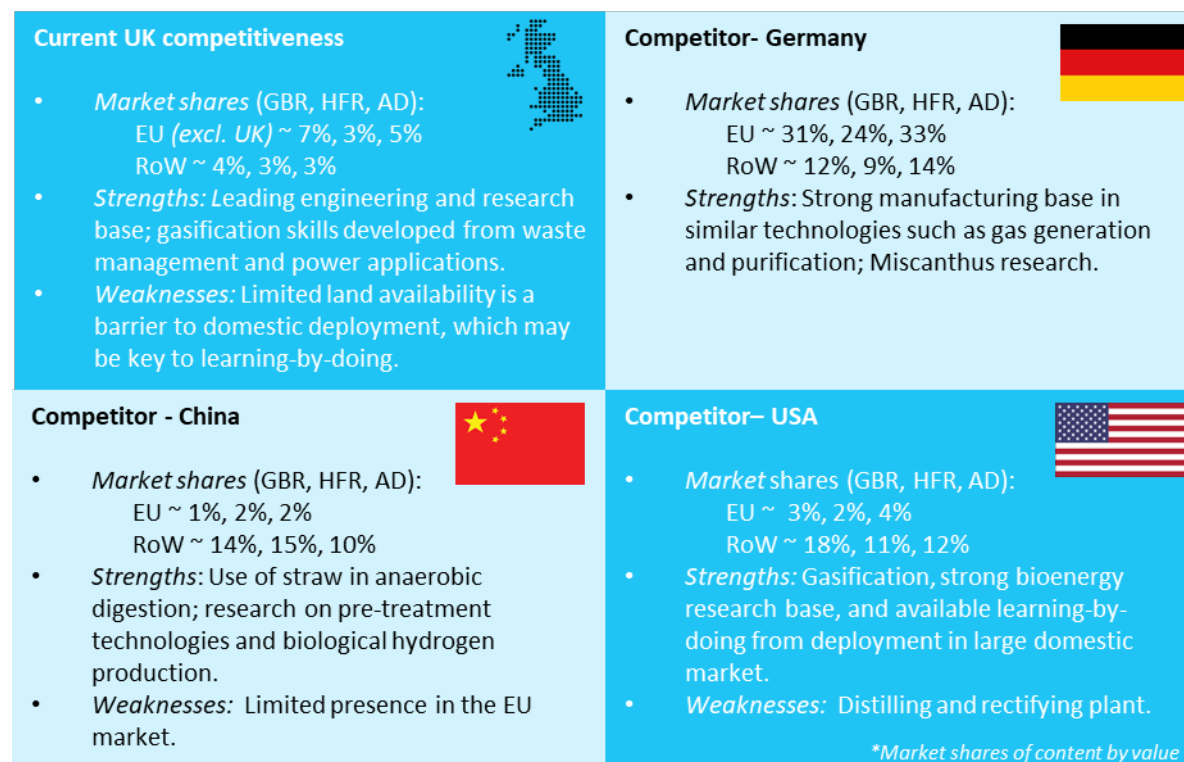 Current UK competitiveness
• Market shares (GBR, HFR, AD):
EU (excl. UK) ~ 7%, 3%, 5%
RoW ~ 4%, 3%, 3%
• Strengths: Leading engineering and research
base; gasification skills developed from waste
management and power applications.
• Weaknesses: Limited land availability is a
barrier to domestic deployment, which may
be key to learning-by-doing.
Competitor- Germany
• Market shares (GBR, HFR, AD):
EU ~ 31%, 24%, 33%
RoW ~ 12%, 9%, 14%
• Strengths: Strong manufacturing base in
similar technologies such as gas generation
and purification; Miscanthus research.
Competitor - China
• Market shares (GBR, HFR, AD):
EU ~ 1%, 2%, 2%
RoW ~ 14%, 15%, 10%
• Strengths: Use of straw in anaerobic
digestion; research on pre-treatment
technologies and biological hydrogen
production.
• Weaknesses: Limited presence in the EU
market.
Competitor– USA
• Market shares (GBR, HFR, AD):
EU ~ 3%, 2%, 4%
RoW ~ 18%, 11%, 12%
• Strengths: Gasification, strong bioenergy
research base, and available learning-by-
doing from deployment in large domestic
market.
• Weaknesses: Distilling and rectifying plant.
*Market shares of content by value